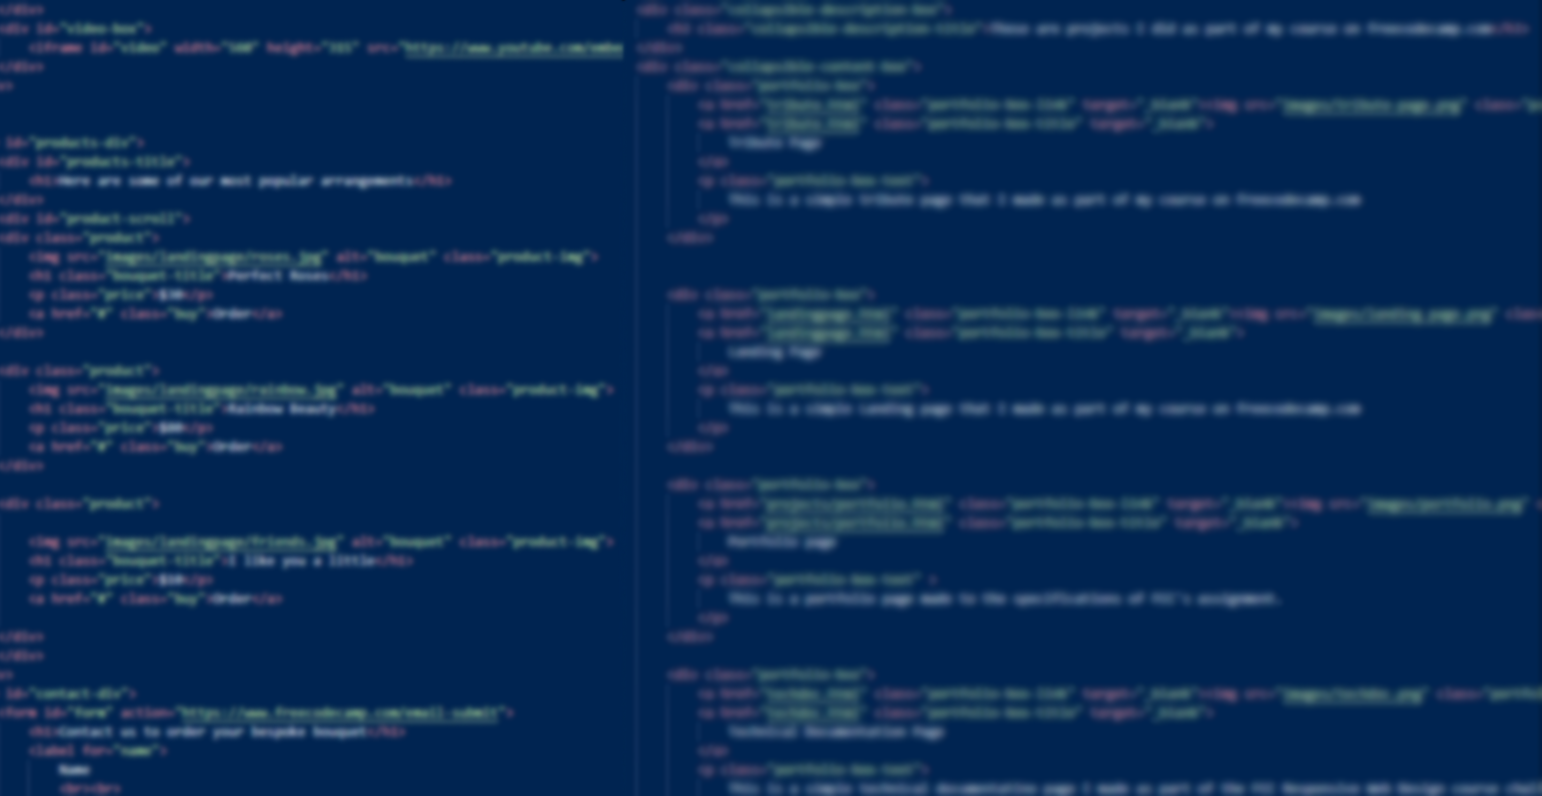 </div>
<div id="video-box">
<iframe id="video" width="560" height="315" src="https://www.youtube.com/embe
</div>
>
id="products-div">
<div id="products-title">
<h1>Here are some of our most popular arrangements</h1>
</div>
<div id="product-scroll">
<div class="product">
<img src="images/landingpage/roses.jpg" alt="bouquet" class="product-img">
<h1 class="bouquet-title">Perfect Roses</h1>
<p class="price">
<a href="#" class="buy">Order</a>
</div>
<div class="product">
<img src="images/landingpage/rainbow.jpg" alt="bouquet" class="product-img">
<h1 class="bouquet-title">Rainbow Beauty</h1>
<p class="price">
<a href="#" class="buy">Order</a>
</div>
<div class="product">
<img src="images/landingpage/friends.jpg" alt="bouquet" class="product-img">
<h1 class="bouquet-title">I like you a little</h1>
<p class="price">$10</p>
<a href="#" class="buy">Order</a>
</div>
</div>
>
id="contact-div">
<form id="form" action="https://www.freecodecamp.com/email-submit">
<h1>Contact us to order your bespoke bouquet</h1>
<label for="name">
Name
<br><br>
<div class="collapsible-description-box">
class="collapsible-description-title">These are projects I did as part of my course on freecodecamp.com
</div>
<div class="collapsible-content-box">
<div class="portfolio-box">
<a href="tribute.html" class="portfolio-box-link" target="_blank"><img src="images/tribute-page.png"
<a href="tribute.html" class="portfolio-box-title" target="_blank">
Tribute Page
</a>
<p class="portfolio-box-text">
This is a simple tribute page that I made as part of my course on freecodecamp.com
</p>
</div>
<div class="portfolio-box">
<a href="landingpage.html" class="portfolio-box-link" target="_blank"><img src="images/landing-page.png"
<a href="landingpage.html" class="portfolio-box-title" target="_blank">
Landing Page
</a>
<p class="portfolio-box-text">
This is a simple Landing page that I made as part of my course on freecodecamp.com
</p>
</div>
<div class="portfolio-box">
<a href="projects/portfolio.html" class="portfolio-box-link" target="_blank"><img src="images/portfolio.png"
<a href="projects/portfolio.html" class="portfolio-box-title" target="_blank">
Portfolio page
</a>
<p class="portfolio-box-text" >
This is a portfolio page made to the specifications of FCC's assignment.
</p>
</div>
<div class="portfolio-box">
<a href="techdoc.html" class="portfolio-box-link" target="_blank"><img src="images/techdoc.png"
<a href="techdoc.html" class="portfolio-box-title" target="_blank">
Technical Documentation Page
</a>
<p class="portfolio-box-text">
This is a simple technical documentation page I made as part of the FCC Responsive Web Design course